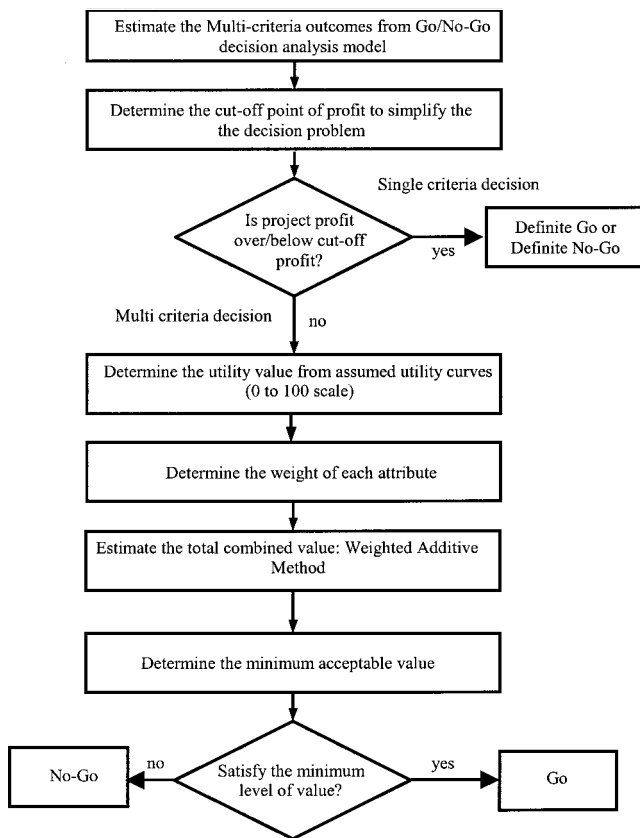 Estimate the Multi-criteria outcomes from Go/No-Go
decision analysis model
Determine the cut-off point of profit to simplify the
the decision problem
Single criteria decision
Is project profit
over/below cut-off
profit?
yes
Definite Go or
Definite No-Go
Multi criteria decision
no
Determine the utility value from assumed utility curves
(0 to 100 scale)
Determine the weight of each attribute
Estimate the total combined value: Weighted Additive
Method
Determine the minimum acceptable value
No-Go
no
Satisfy the minimum
level of value?
yes
Go